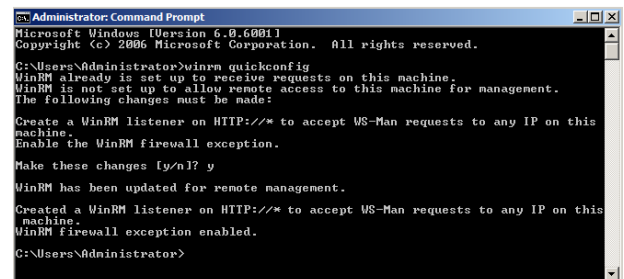 Administrator: Command Prompt
Microsoft Windows [Version 6.0.6001]
Copyright (c) 2006 Microsoft Corporation.  All rights reserved.
C:\Users\Administrator>winrm quickconfig
WinRM already is set up to receive requests on this machine.
WinRM is not set up to allow remote access to this machine for management.
The following changes must be made:
Create a WinRM listener on HTTP://* to accept WS-Man requests to any IP on this
machine.
Enable the WinRM firewall exception.
Make these changes [y/n]? y
WinRM has been updated for remote management.
Created a WinRM listener on HTTP://* to accept WS-Man requests to any IP on this
machine.
WinRM firewall exception enabled.
C:\Users\Administrator>